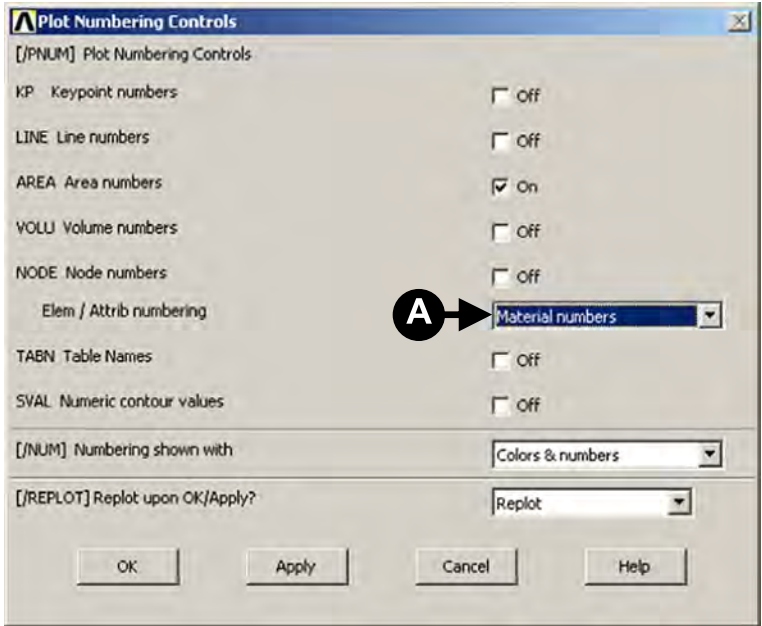 Plot Numbering Controls
[/PNUM] Plot Numbering Controls
KP Keypoint numbers Off
LINE Line numbers Off
AREA Area numbers On
VOLU Volume numbers Off
NODE Node numbers Off
Elem / Attrib numbering A Material numbers
TABN Table Names Off
SVAL Numeric contour values Off
[/NUM] Numbering shown with Colors & numbers
[/REPLOT] Replot upon OK/Apply? Replot
OK Apply Cancel Help